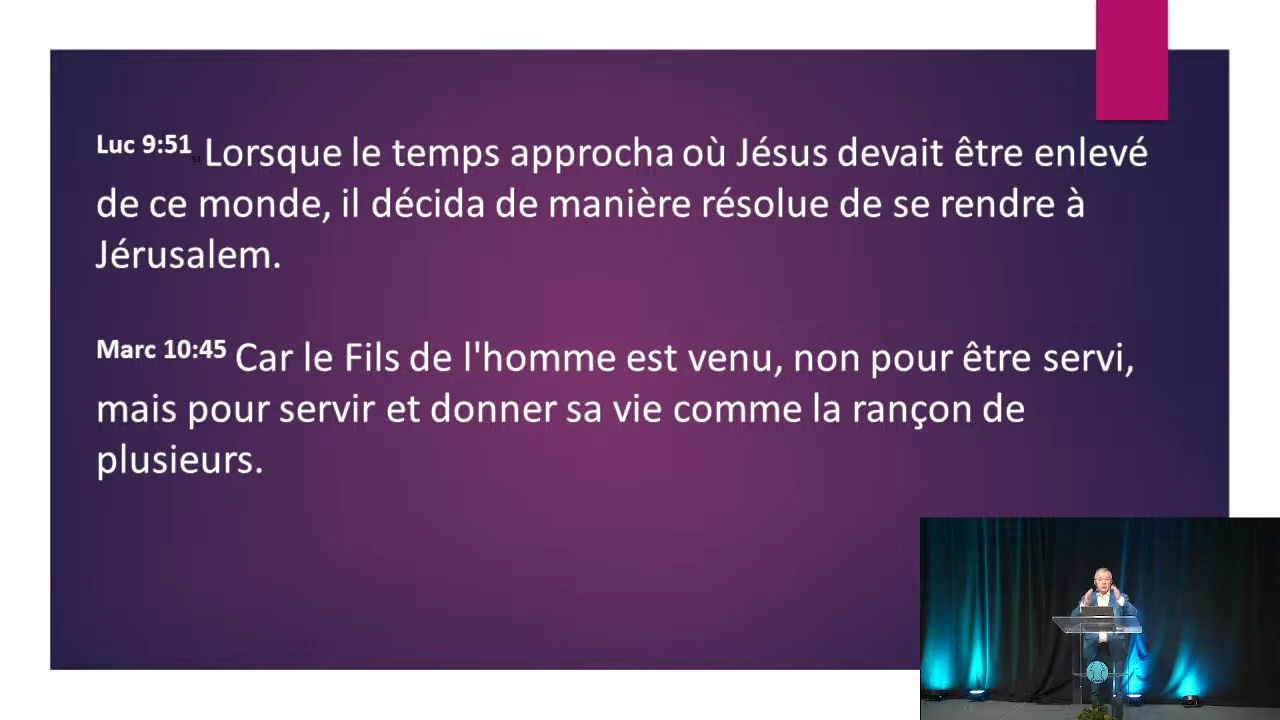 Luc 9:51 51 Lorsque le temps approcha où Jésus devait être enlevé
de ce monde, il décida de manière résolue de se rendre à
Jérusalem.
Marc 10:45 Car le Fils de l'homme est venu, non pour être servi,
mais pour servir et donner sa vie comme la rançon de
plusieurs.